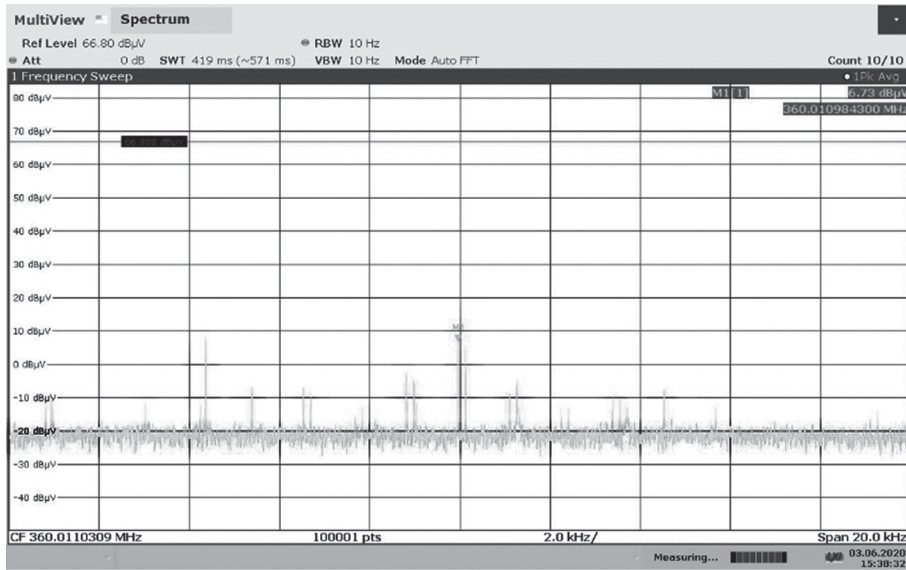 MultiView Spectrum
Ref Level 66.80 dBµV RBW 10 Hz
Att 0 dB SWT 419 ms (~571 ms) VBW 10 Hz Mode Auto FFT Count 10/10
1 Frequency Sweep 1Pk Avg
M1[1] 6.73 dBµV
360.010984300 MHz
80 dBµV
70 dBµV
66.800 dBµV
60 dBµV
50 dBµV
40 dBµV
30 dBµV
20 dBµV
10 dBµV
M1
0 dBµV
-10 dBµV
-20 dBµV
-30 dBµV
-40 dBµV
CF 360.0110309 MHz 100001 pts 2.0 kHz/ Span 20.0 kHz
Measuring... 03.06.2020
15:38:32